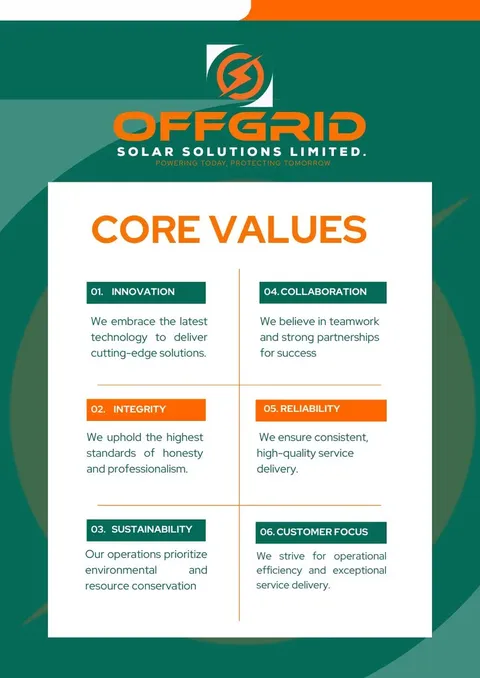 OFFGRID
SOLAR SOLUTIONS LIMITED.
POWERING TODAY, PROTECTING TOMORROW.
CORE VALUES
01. INNOVATION
We embrace the latest
technology to deliver
cutting-edge solutions.
02. INTEGRITY
We uphold the highest
standards of honesty
and professionalism.
03. SUSTAINABILITY
Our operations prioritize
environmental and
resource conservation
04. COLLABORATION
We believe in teamwork
and strong partnerships
for success
05. RELIABILITY
We ensure consistent,
high-quality service
delivery.
06. CUSTOMER FOCUS
We strive for operational
efficiency and exceptional
service delivery.